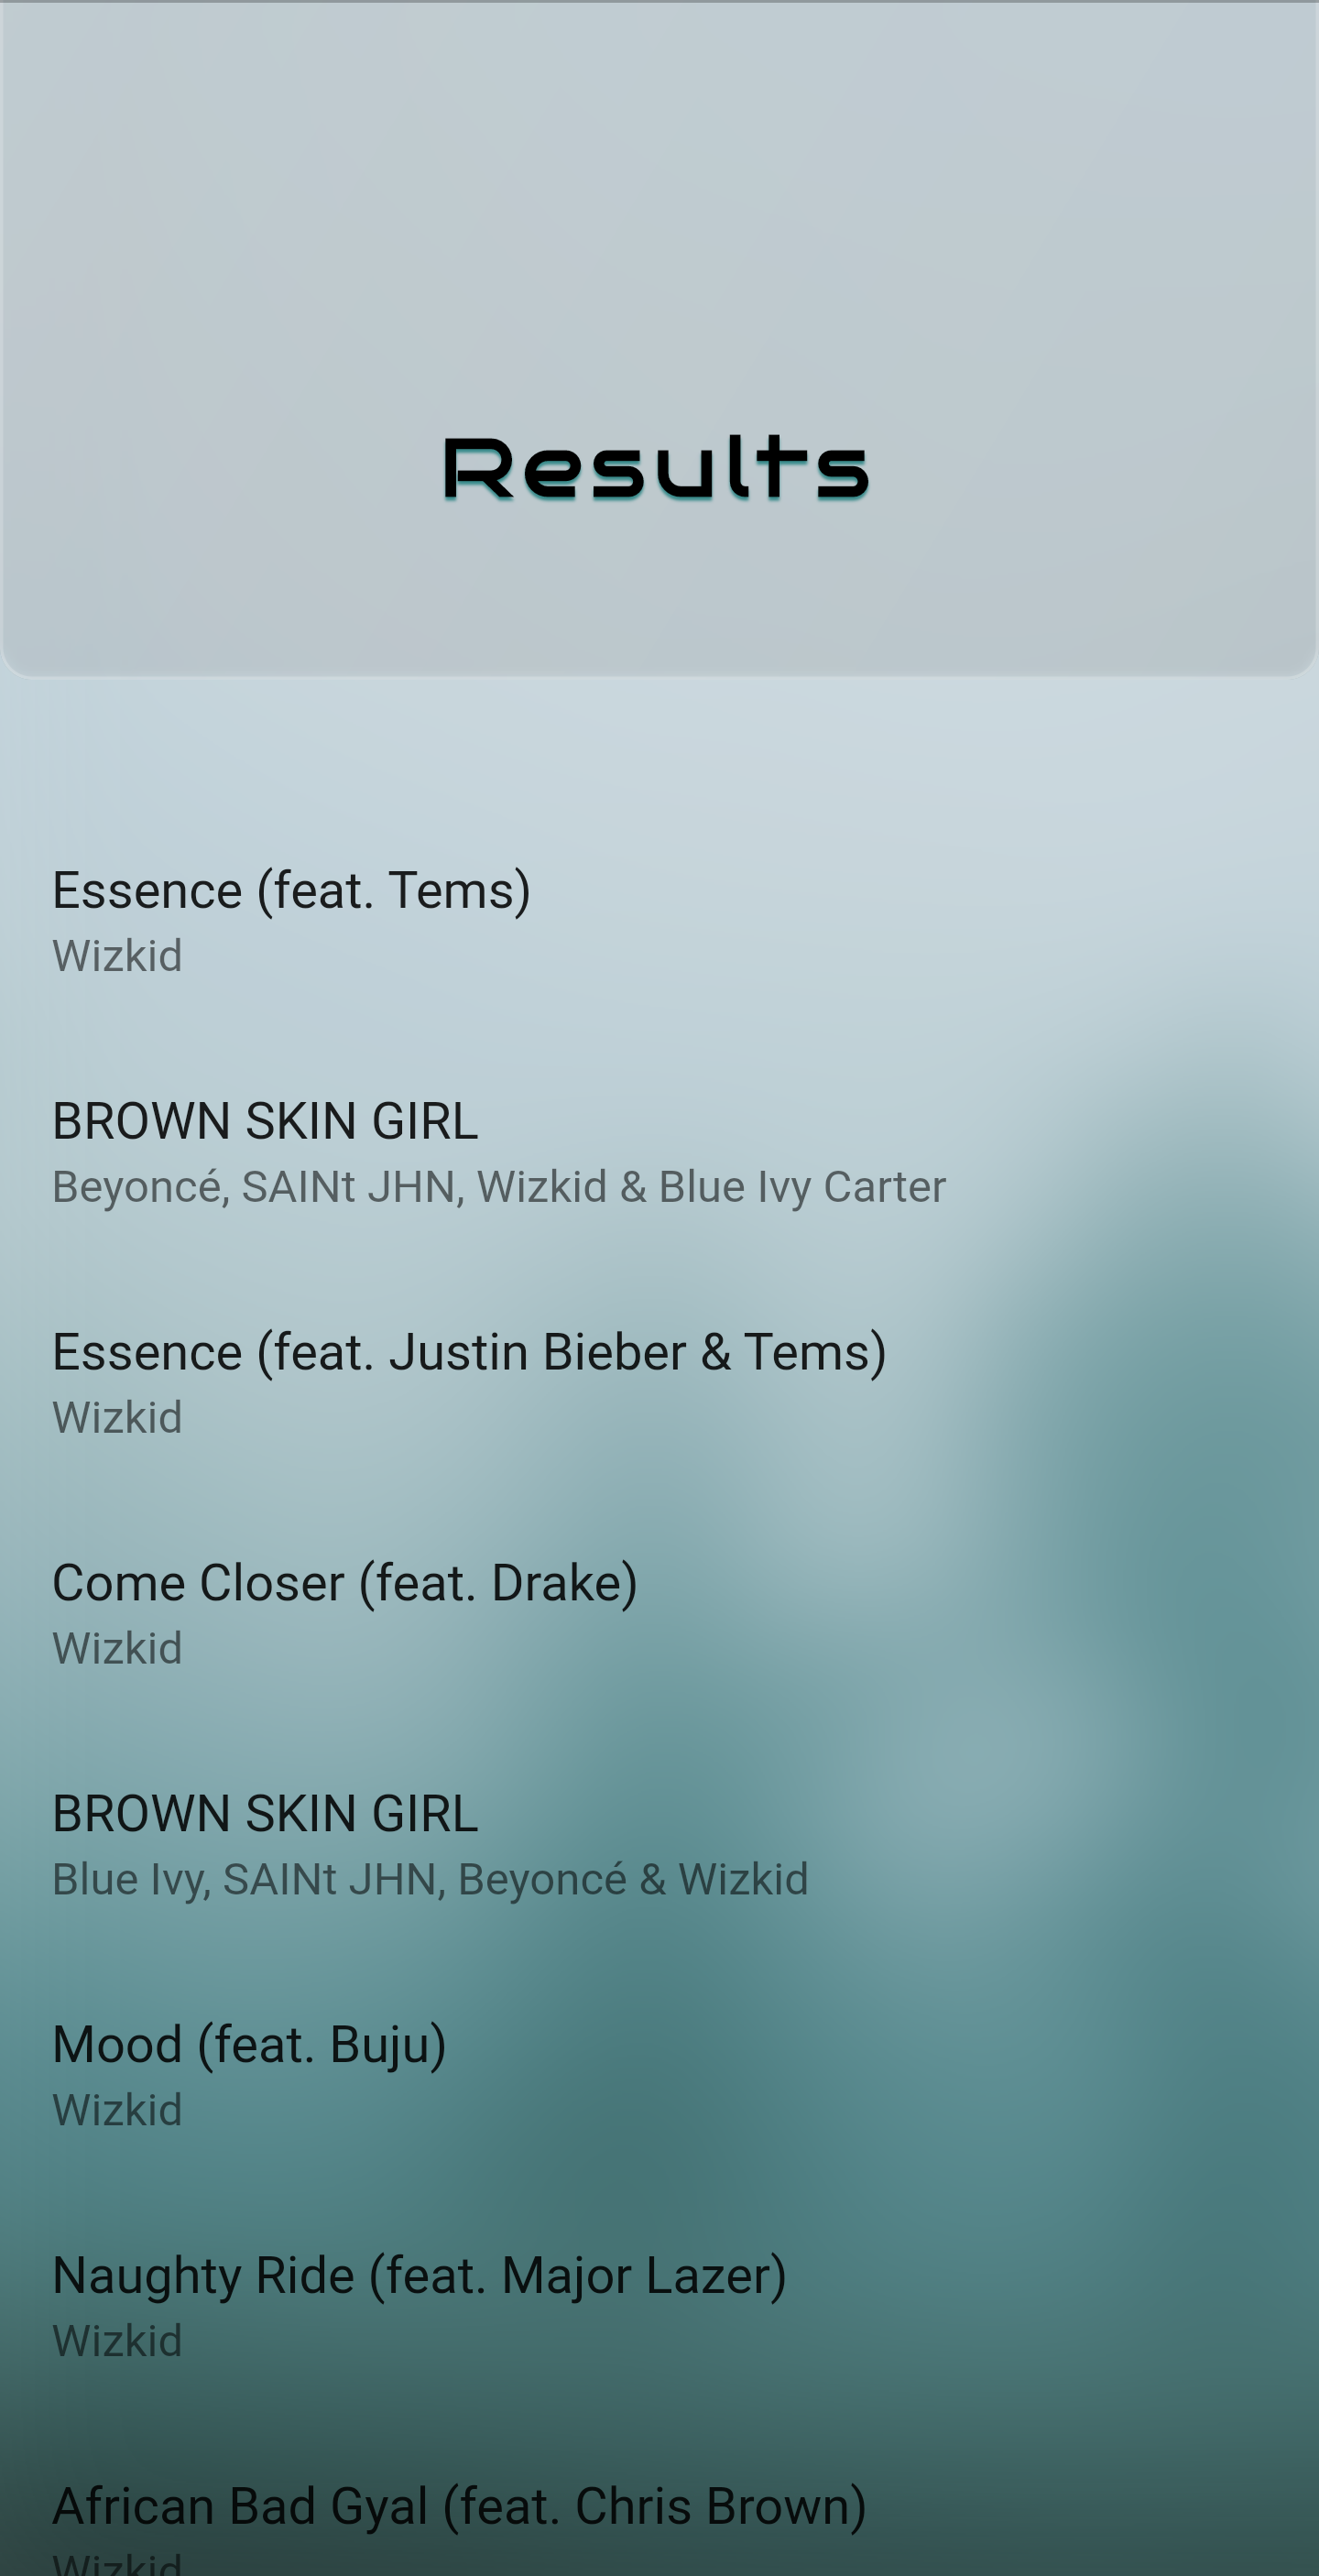 Results
Essence (feat. Tems)
Wizkid
BROWN SKIN GIRL
Beyoncé, SAINt JHN, Wizkid & Blue Ivy Carter
Essence (feat. Justin Bieber & Tems)
Wizkid
Come Closer (feat. Drake)
Wizkid
BROWN SKIN GIRL
Blue Ivy, SAINt JHN, Beyoncé & Wizkid
Mood (feat. Buju)
Wizkid
Naughty Ride (feat. Major Lazer)
Wizkid
African Bad Gyal (feat. Chris Brown)
Wizkid